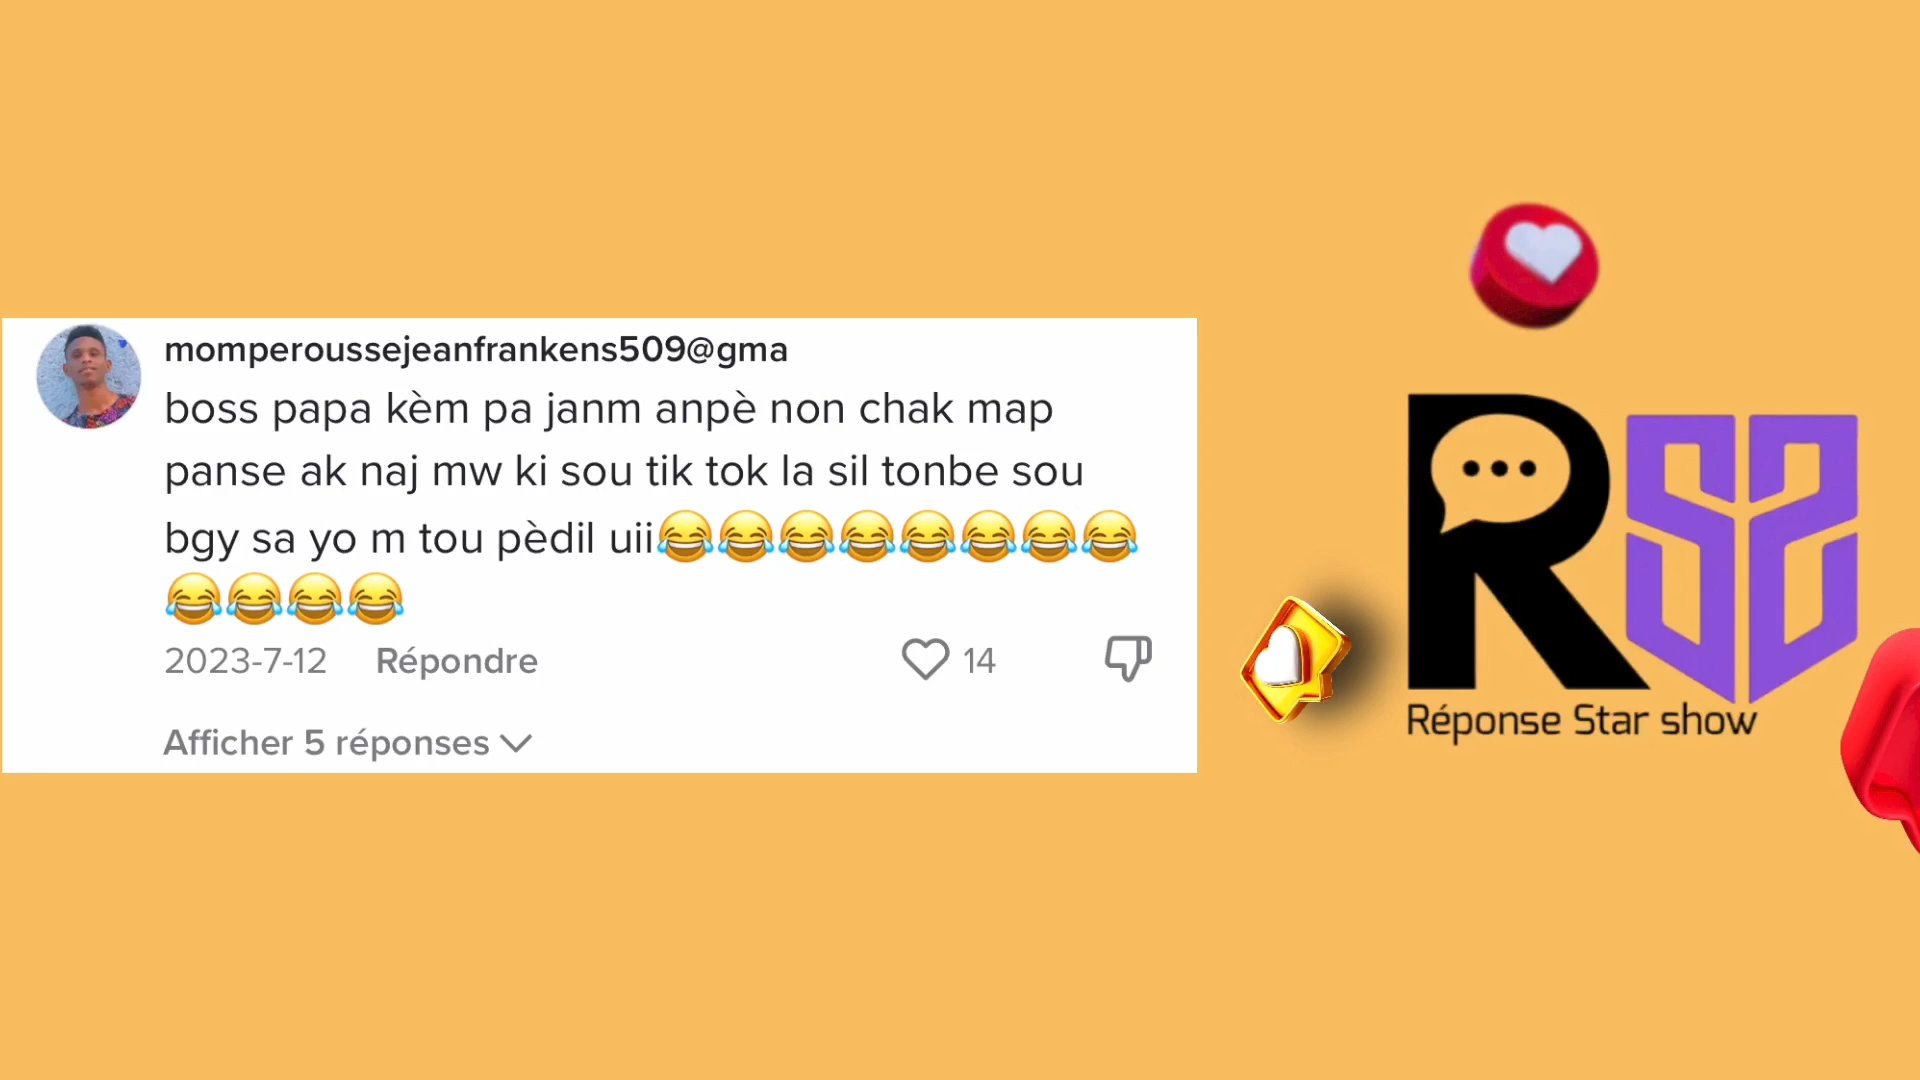 momperoussejeanfrankens509@gma
boss papa kèm pa janm anpè non chak map
panse ak naj mw ki sou tik tok la sil tonbe sou
bgy sa yo m tou pèdil uii😂😂😂😂😂😂😂😂
😂😂😂😂
2023-7-12 Répondre 14
Afficher 5 réponses
RSS
Réponse Star show